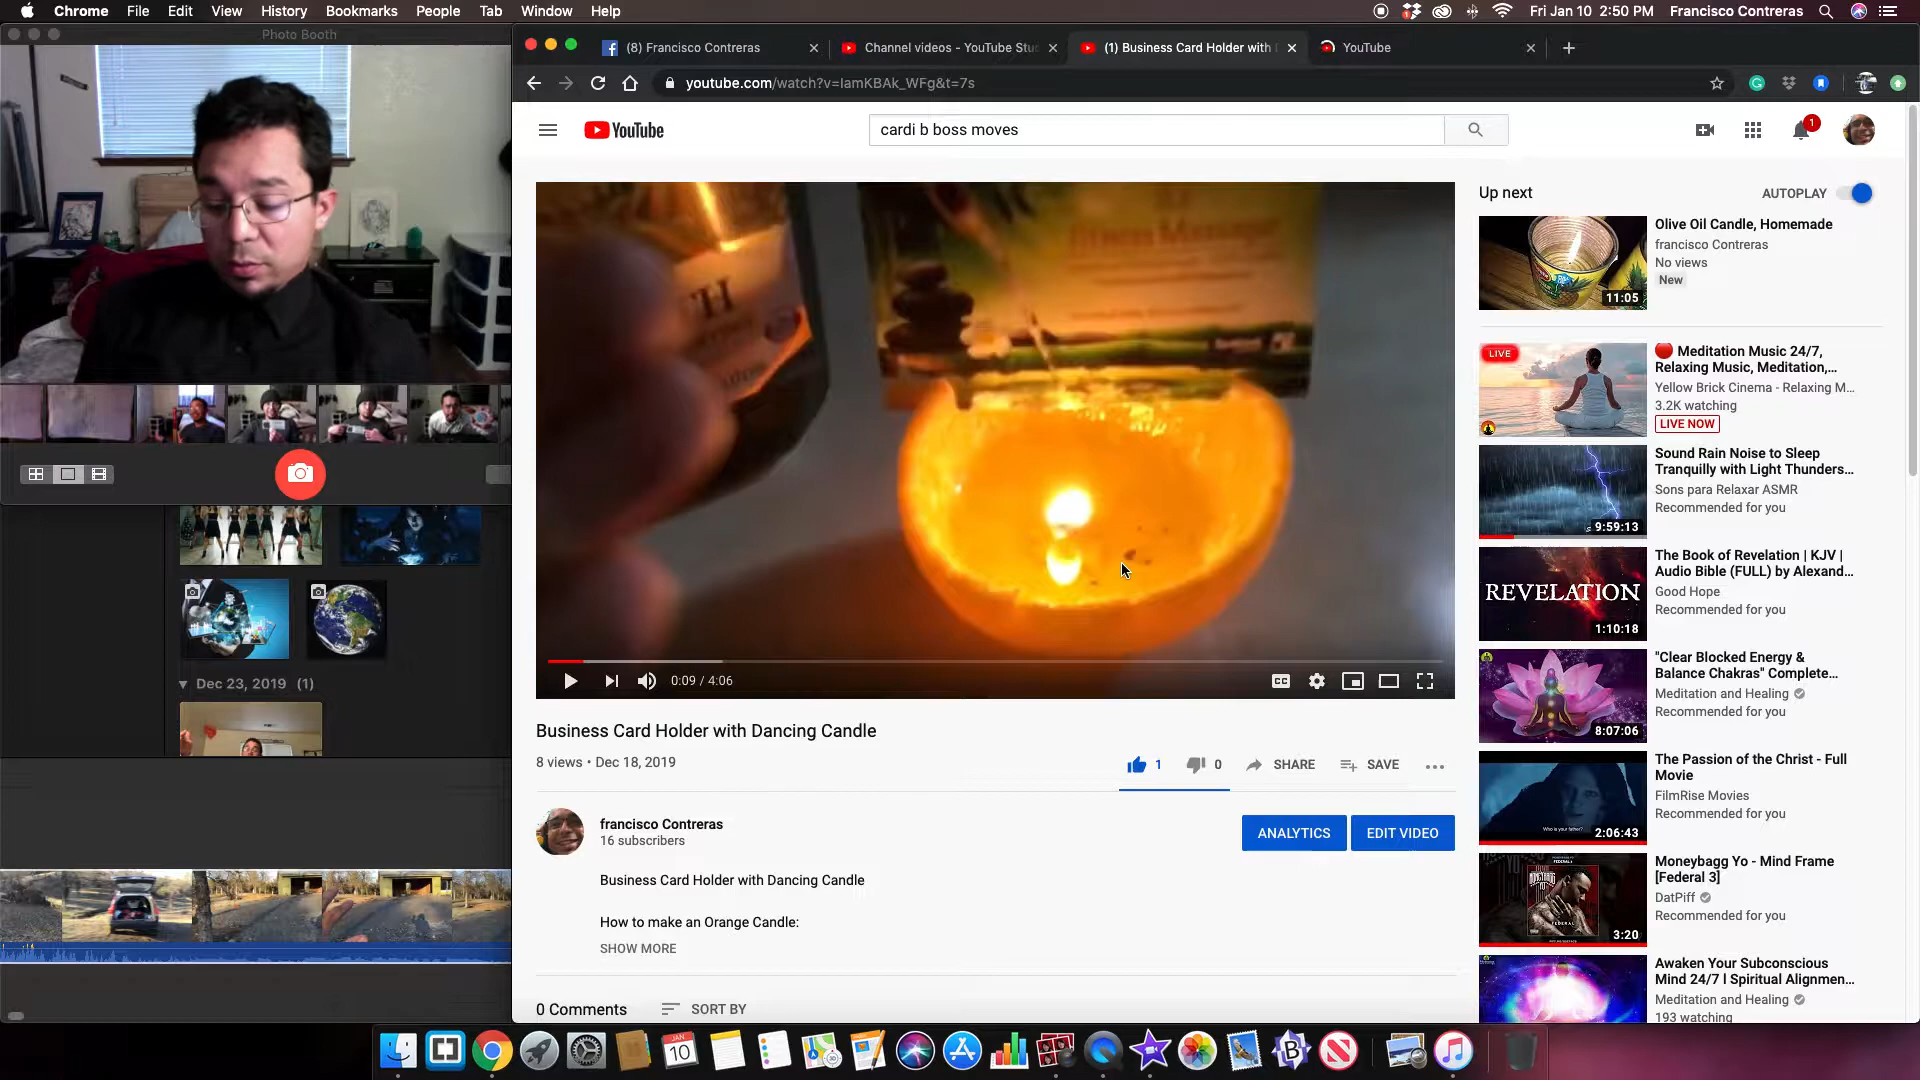 Chrome File Edit View History Bookmarks People Tab Window Help
Fri Jan 10 2:50 PM Francisco Contreras
Photo Booth
(8) Francisco Contreras
Channel videos - YouTube Stu
(1) Business Card Holder with
YouTube
youtube.com/watch?v=IamKBAk_WFg&t=7s
YouTube
cardi b boss moves
1
Up next
AUTOPLAY
Olive Oil Candle, Homemade
francisco Contreras
No views
New
11:05
LIVE
Meditation Music 24/7,
Relaxing Music, Meditation,...
Yellow Brick Cinema - Relaxing M...
3.2K watching
LIVE NOW
Sound Rain Noise to Sleep
Tranquilly with Light Thunders...
Sons para Relaxar ASMR
Recommended for you
9:59:13
The Book of Revelation | KJV |
Audio Bible (FULL) by Alexand...
Good Hope
Recommended for you
REVELATION
1:10:18
"Clear Blocked Energy &
Balance Chakras" Complete...
Meditation and Healing
Recommended for you
8:07:06
The Passion of the Christ - Full
Movie
FilmRise Movies
Recommended for you
Who is your father?
2:06:43
Moneybagg Yo - Mind Frame
[Federal 3]
DatPiff
Recommended for you
3:20
Awaken Your Subconscious
Mind 24/7 l Spiritual Alignmen...
Meditation and Healing
193 watching
0:09 / 4:06
CC
Business Card Holder with Dancing Candle
8 views • Dec 18, 2019
1
0
SHARE
SAVE
francisco Contreras
16 subscribers
ANALYTICS
EDIT VIDEO
Business Card Holder with Dancing Candle
How to make an Orange Candle:
SHOW MORE
0 Comments
SORT BY
Dec 23, 2019 (1)
JAN
10